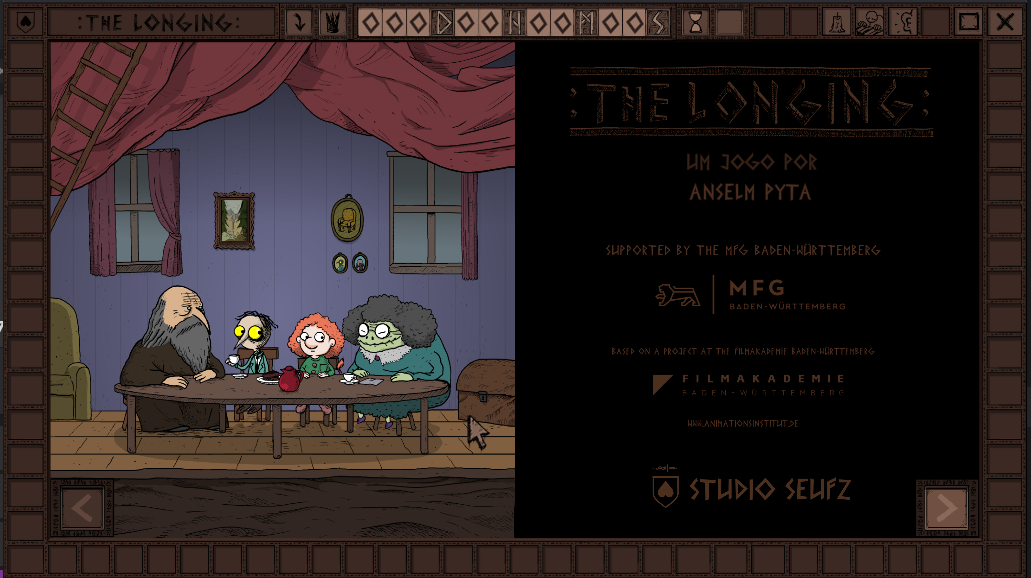 :THE LONGING:
:THE LONGING:
UM JOGO POR
ANSELM PYTA
SUPPORTED BY THE MFG BADEN-WÜRTTEMBERG
MFG
BADEN-WÜRTTEMBERG
BASED ON A PROJECT AT THE FILMAKADEMIE BADEN-WÜRTTEMBERG
FILMAKADEMIE
BADEN-WÜRTTEMBERG
WWW.ANIMATIONSINSTITUT.DE
STUDIO SEUFZ